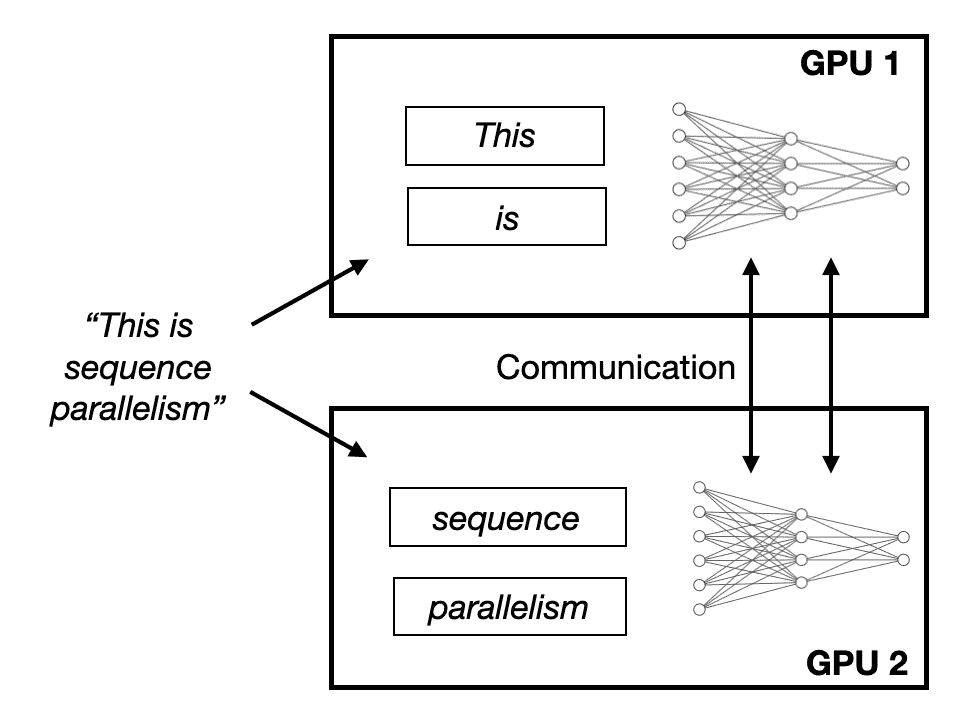 GPU 1
This
is
“This is
sequence
parallelism”
Communication
sequence
parallelism
GPU 2